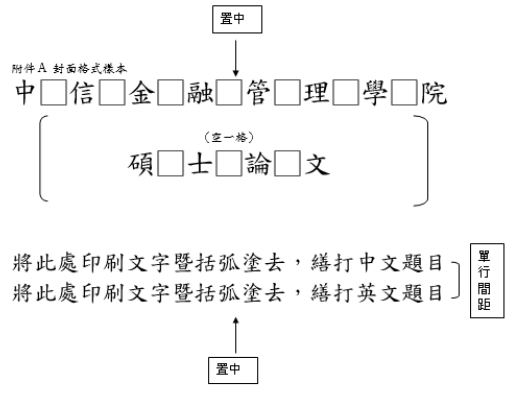 置中
附件A 封面格式樣本
中□信□金□融□管□理□學□院
（空一格）
碩□士□論□文
將此處印刷文字暨括弧塗去，繕打中文題目
將此處印刷文字暨括弧塗去，繕打英文題目
單行間距
置中